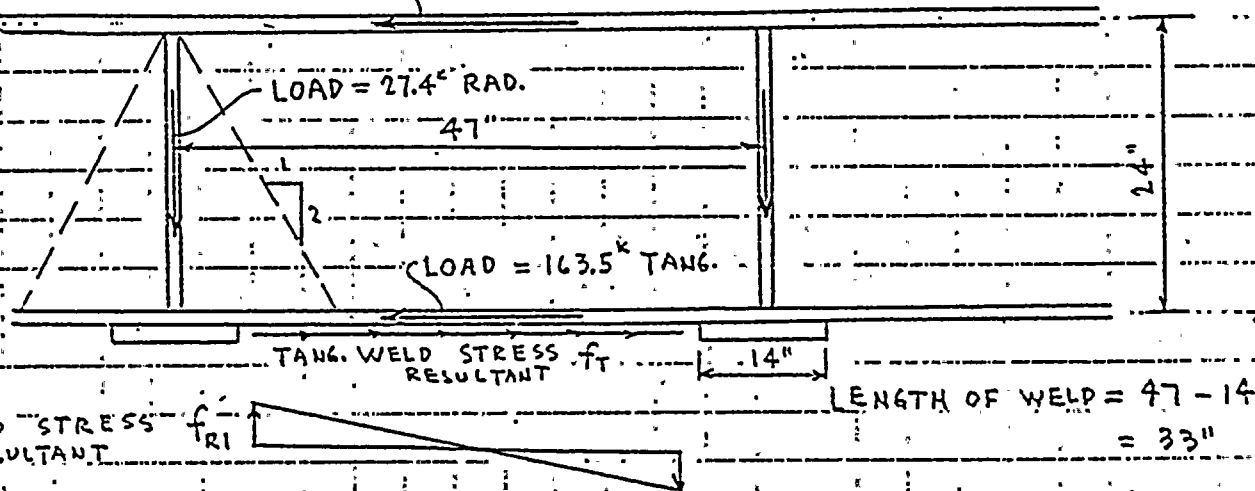 LOAD = 27.4ᵏ RAD.
47"
1
2
24"
LOAD = 163.5ᵏ TANG.
TANG. WELD STRESS fT
RESULTANT
14"
LENGTH OF WELD = 47 - 14
= 33"
STRESS fR1